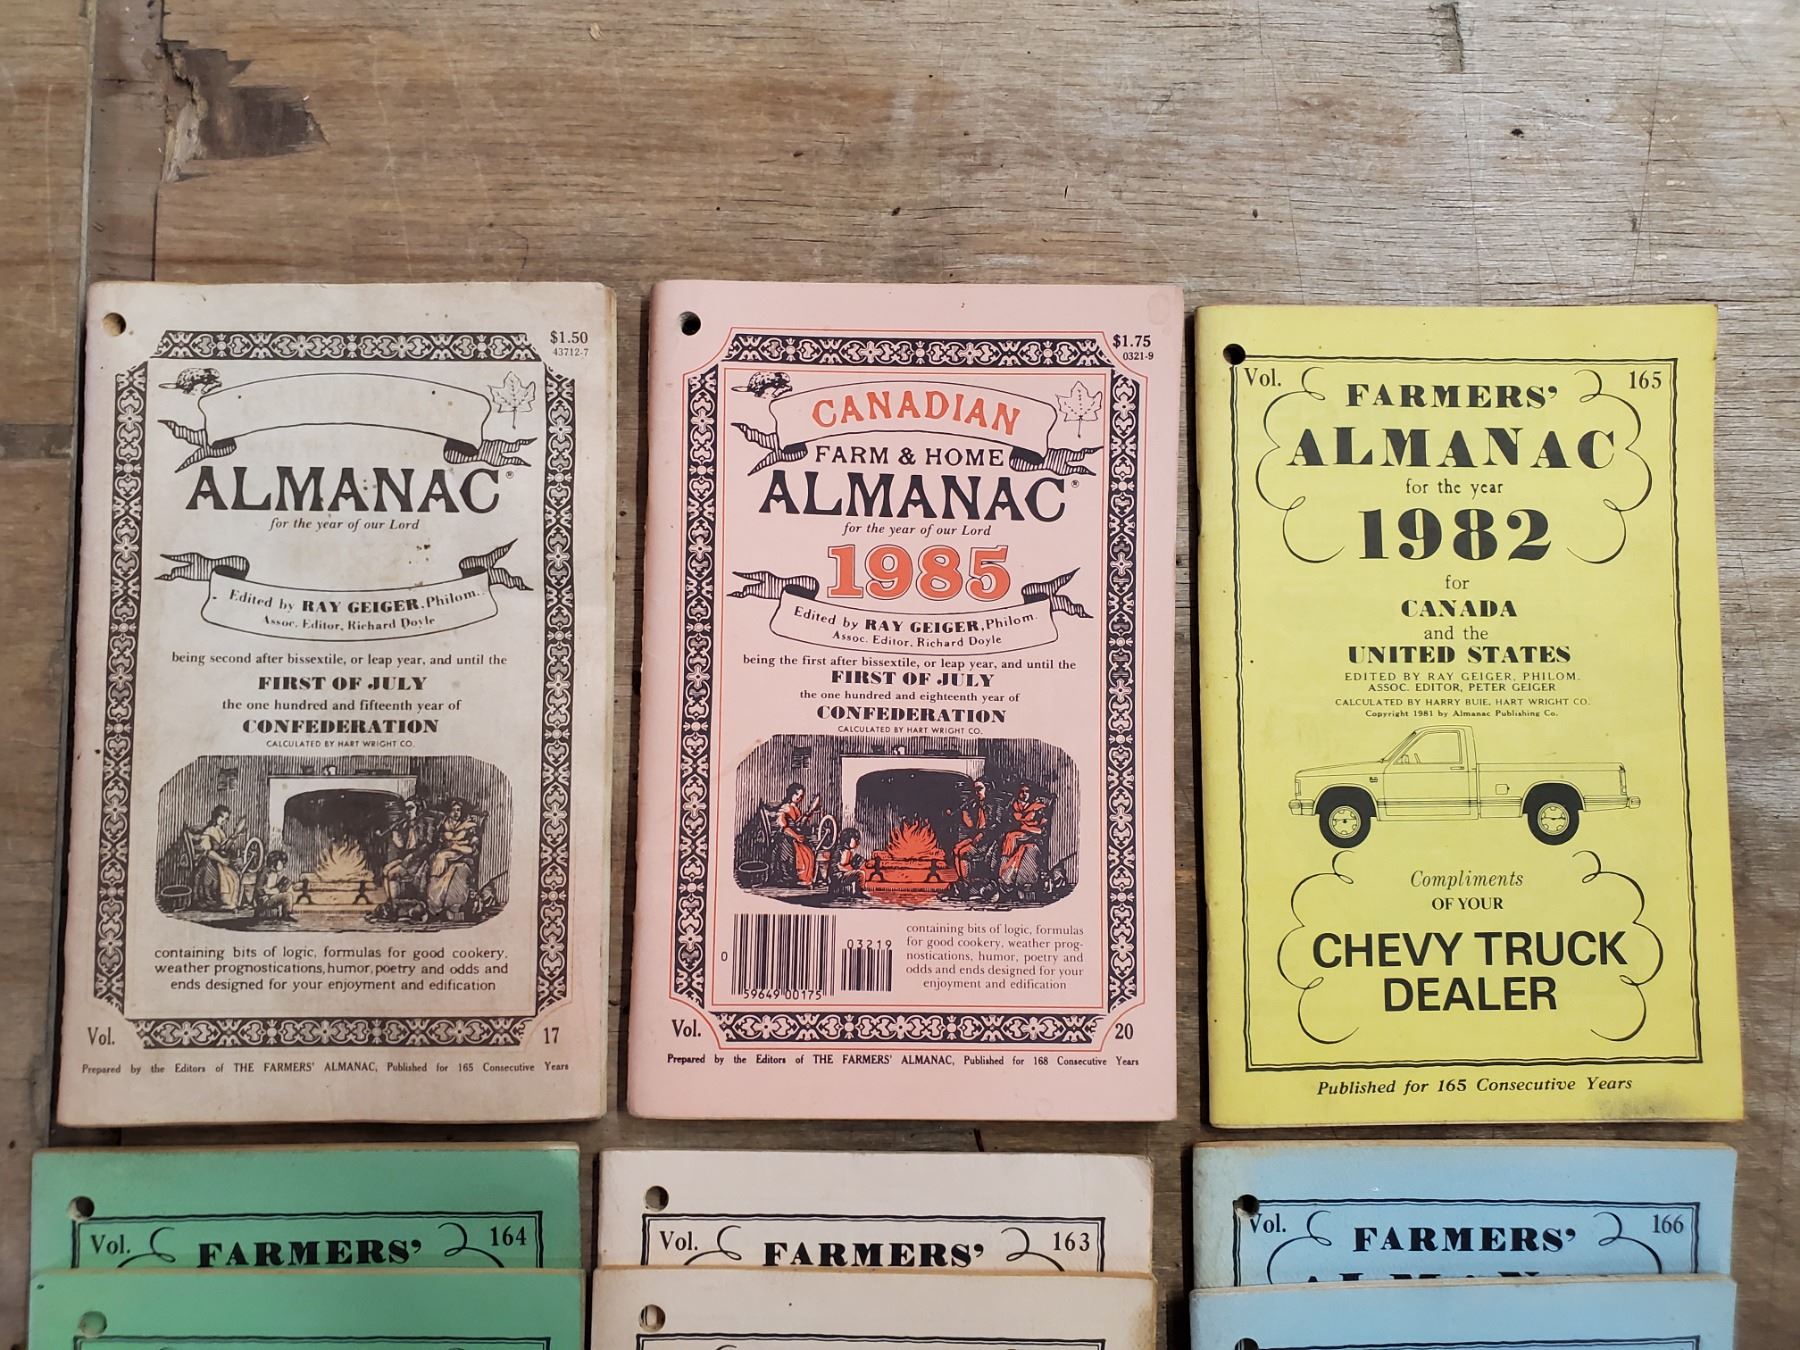 $1.50
43712-7
ALMANAC®
for the year of our Lord
Edited by RAY GEIGER, Philom.
Assoc. Editor, Richard Doyle
being second after bissextile, or leap year, and until the
FIRST OF JULY
the one hundred and fifteenth year of
CONFEDERATION
CALCULATED BY HART WRIGHT CO.
containing bits of logic, formulas for good cookery,
weather prognostications, humor, poetry and odds and
ends designed for your enjoyment and edification
Vol. 17
Prepared by the Editors of THE FARMERS' ALMANAC, Published for 165 Consecutive Years
$1.75
0321-9
CANADIAN
FARM & HOME
ALMANAC®
for the year of our Lord
1985
Edited by RAY GEIGER, Philom.
Assoc. Editor, Richard Doyle
being the first after bissextile, or leap year, and until the
FIRST OF JULY
the one hundred and eighteenth year of
CONFEDERATION
CALCULATED BY HART WRIGHT CO.
0
59649 00175
03219
containing bits of logic, formulas
for good cookery, weather prog-
nostications, humor, poetry and
odds and ends designed for your
enjoyment and edification
Vol. 20
Prepared by the Editors of THE FARMERS' ALMANAC, Published for 168 Consecutive Years
Vol. 165
FARMERS'
ALMANAC
for the year
1982
for
CANADA
and the
UNITED STATES
EDITED BY RAY GEIGER, PHILOM.
ASSOC. EDITOR, PETER GEIGER
CALCULATED BY HARRY BUIE, HART WRIGHT CO.
Copyright 1981 by Almanac Publishing Co.
Compliments
OF YOUR
CHEVY TRUCK
DEALER
Published for 165 Consecutive Years
Vol. 164
FARMERS'
Vol. 163
FARMERS'
Vol. 166
FARMERS'